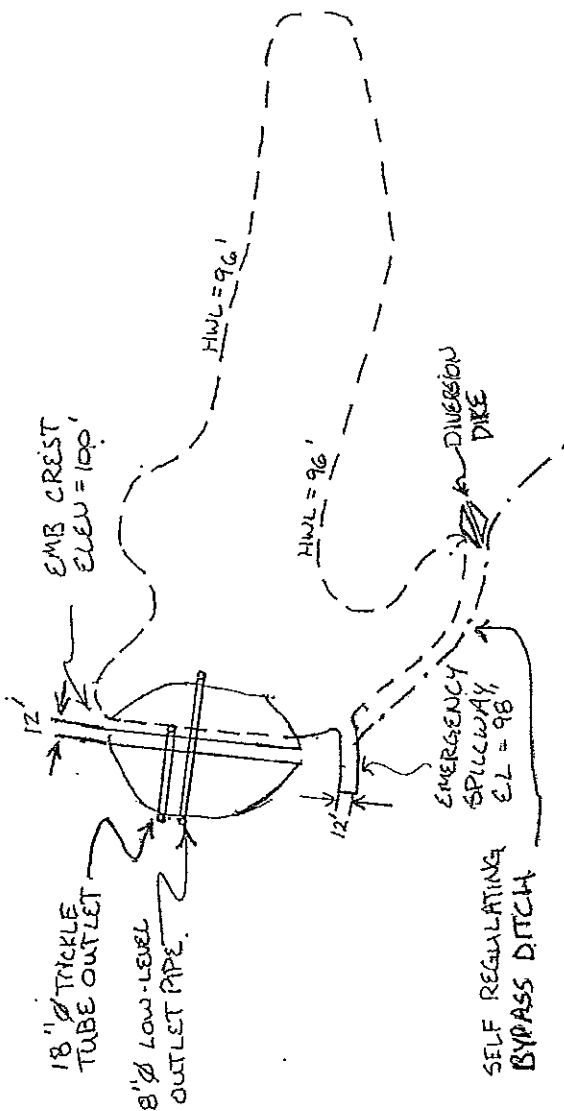 12'
EMB CREST
ELEV = 100'
HWL = 96'
HWL = 96'
18" Ø TRICKLE
TUBE OUTLET
8" Ø LOW-LEVEL
OUTLET PIPE
12'
EMERGENCY
SPILLWAY,
EL = 98'
DIVERSION
DIKE
SELF REGULATING
BYPASS DITCH